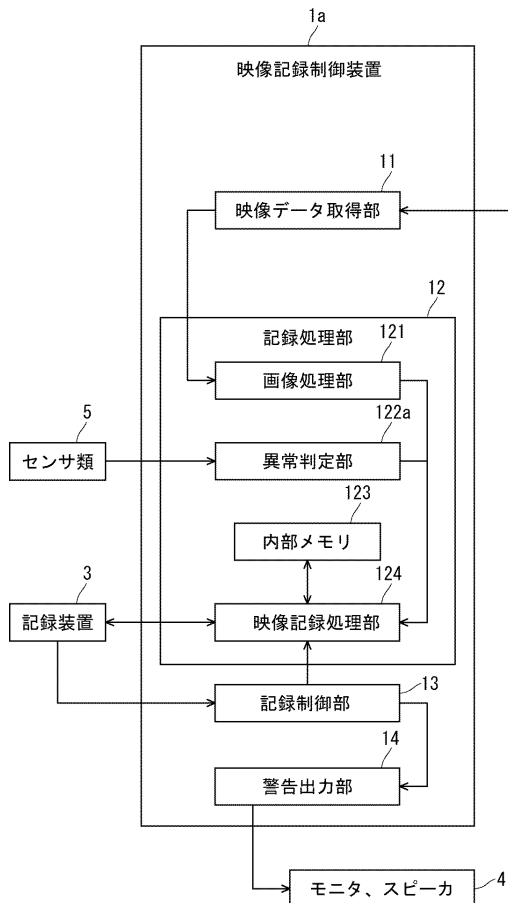 1a
映像記録制御装置
11
映像データ取得部
12
記録処理部
121
画像処理部
122a
5
センサ類
異常判定部
123
内部メモリ
3
124
記録装置
映像記録処理部
13
記録制御部
14
警告出力部
モニタ、スピーカ
4